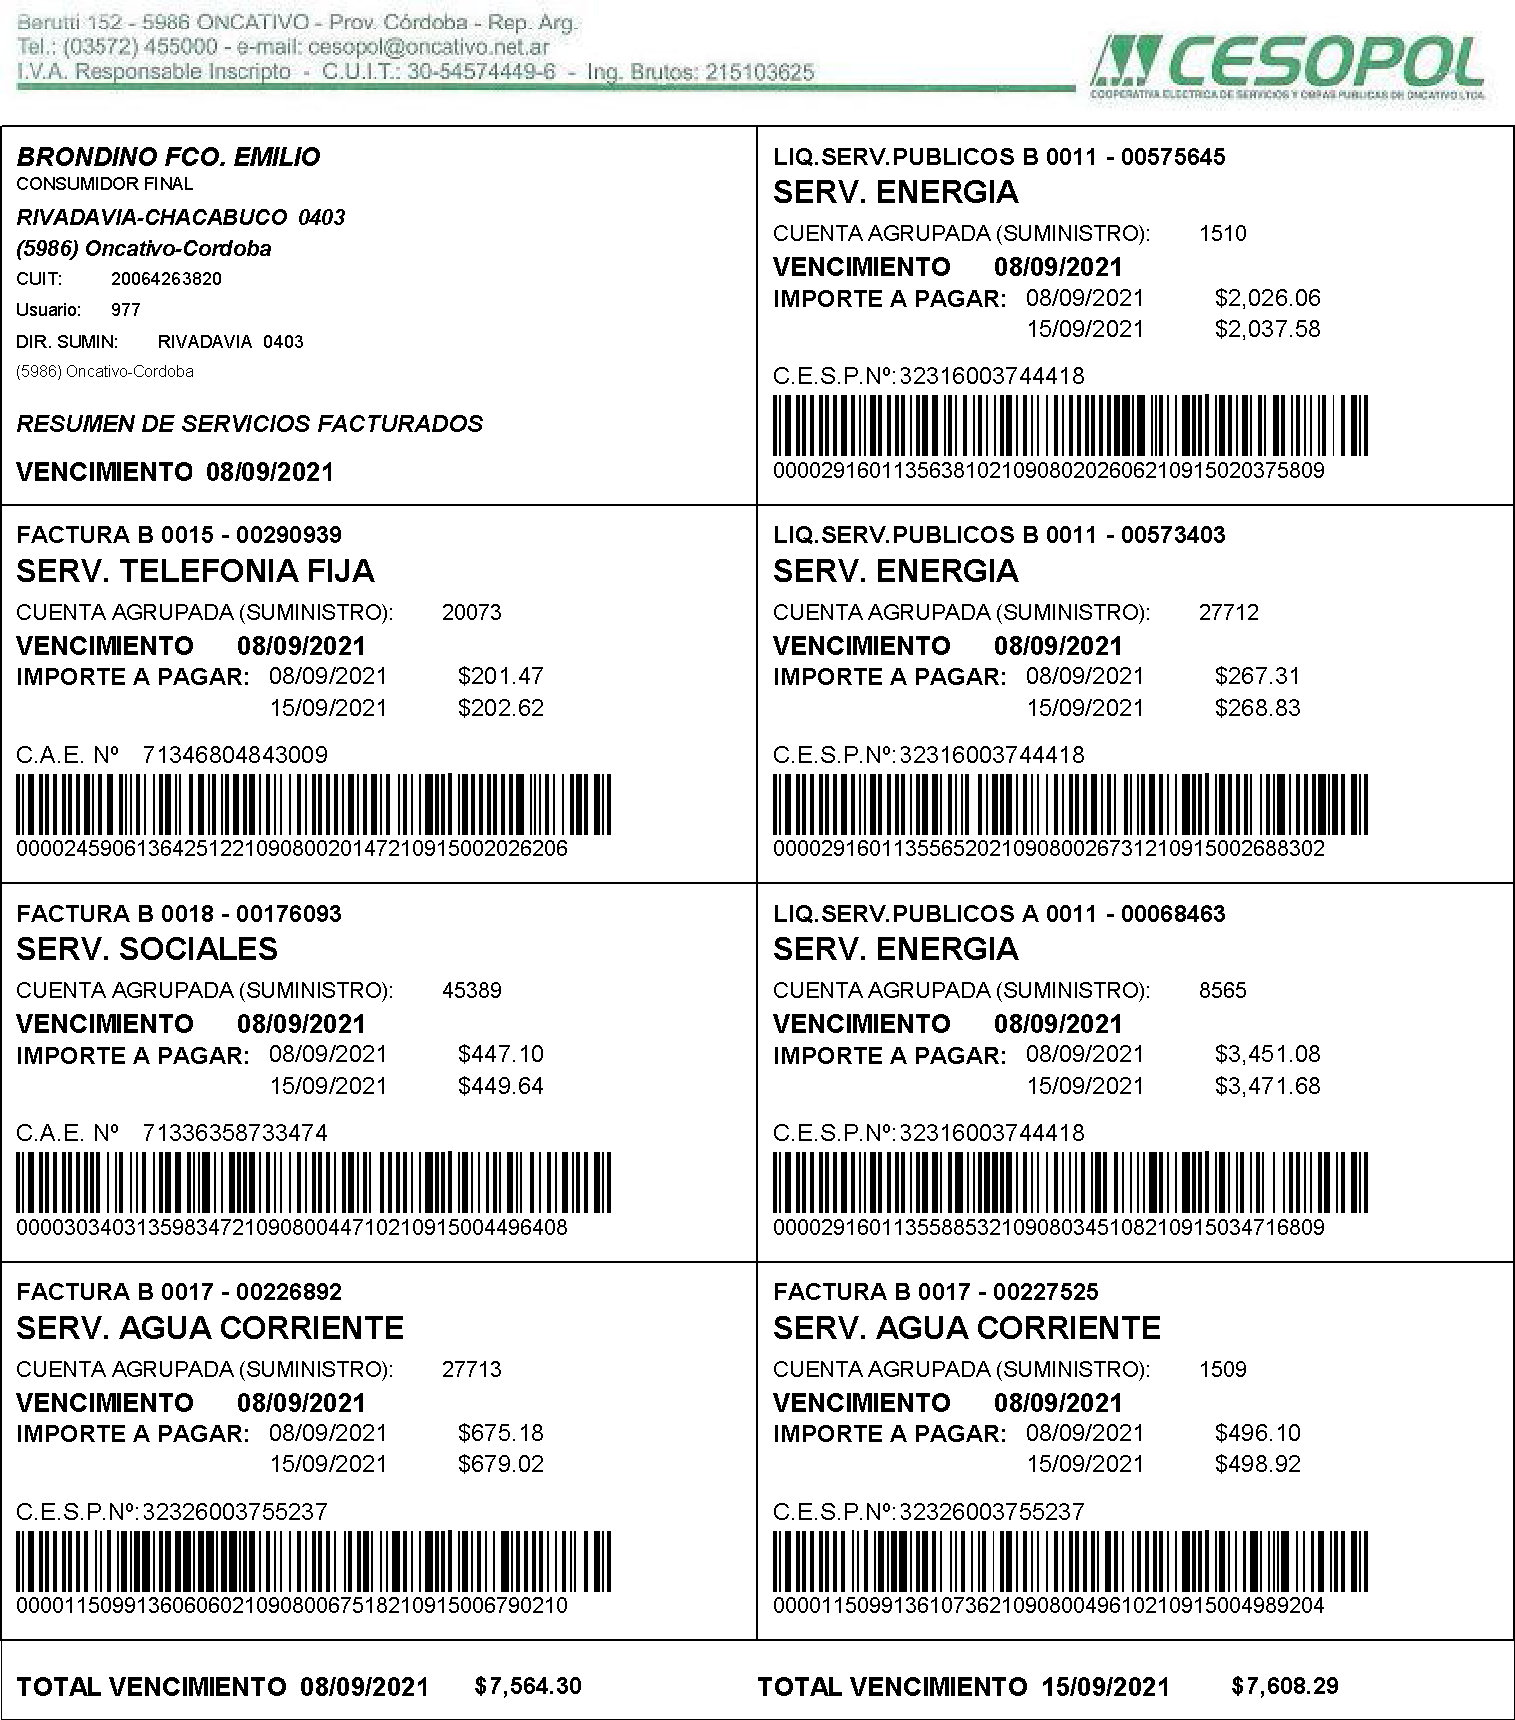 Berutti 152 - 5986 ONCATIVO - Prov. Córdoba - Rep. Arg.
Tel.: (03572) 455000 - e-mail: cesopol@oncativo.net.ar
I.V.A. Responsable Inscripto - C.U.I.T.: 30-54574449-6 - Ing. Brutos: 215103625
CESOPOL
COOPERATIVA ELECTRICA DE SERVICIOS Y OBRAS PUBLICAS DE ONCATIVO LTDA.
BRONDINO FCO. EMILIO
CONSUMIDOR FINAL
RIVADAVIA-CHACABUCO 0403
(5986) Oncativo-Cordoba
CUIT: 20064263820
Usuario: 977
DIR. SUMIN: RIVADAVIA 0403
(5986) Oncativo-Cordoba
RESUMEN DE SERVICIOS FACTURADOS
VENCIMIENTO 08/09/2021
LIQ.SERV.PUBLICOS B 0011 - 00575645
SERV. ENERGIA
CUENTA AGRUPADA (SUMINISTRO): 1510
VENCIMIENTO 08/09/2021
IMPORTE A PAGAR: 08/09/2021 $2,026.06
15/09/2021 $2,037.58
C.E.S.P.Nº: 32316003744418
0000291601135638102109080202606210915020375809
FACTURA B 0015 - 00290939
SERV. TELEFONIA FIJA
CUENTA AGRUPADA (SUMINISTRO): 20073
VENCIMIENTO 08/09/2021
IMPORTE A PAGAR: 08/09/2021 $201.47
15/09/2021 $202.62
C.A.E. Nº 71346804843009
0000245906136425122109080020147210915002026206
LIQ.SERV.PUBLICOS B 0011 - 00573403
SERV. ENERGIA
CUENTA AGRUPADA (SUMINISTRO): 27712
VENCIMIENTO 08/09/2021
IMPORTE A PAGAR: 08/09/2021 $267.31
15/09/2021 $268.83
C.E.S.P.Nº: 32316003744418
0000291601135565202109080026731210915002688302
FACTURA B 0018 - 00176093
SERV. SOCIALES
CUENTA AGRUPADA (SUMINISTRO): 45389
VENCIMIENTO 08/09/2021
IMPORTE A PAGAR: 08/09/2021 $447.10
15/09/2021 $449.64
C.A.E. Nº 71336358733474
0000303403135983472109080044710210915004496408
LIQ.SERV.PUBLICOS A 0011 - 00068463
SERV. ENERGIA
CUENTA AGRUPADA (SUMINISTRO): 8565
VENCIMIENTO 08/09/2021
IMPORTE A PAGAR: 08/09/2021 $3,451.08
15/09/2021 $3,471.68
C.E.S.P.Nº: 32316003744418
0000291601135588532109080345108210915034716809
FACTURA B 0017 - 00226892
SERV. AGUA CORRIENTE
CUENTA AGRUPADA (SUMINISTRO): 27713
VENCIMIENTO 08/09/2021
IMPORTE A PAGAR: 08/09/2021 $675.18
15/09/2021 $679.02
C.E.S.P.Nº: 32326003755237
0000115099136060602109080067518210915006790210
FACTURA B 0017 - 00227525
SERV. AGUA CORRIENTE
CUENTA AGRUPADA (SUMINISTRO): 1509
VENCIMIENTO 08/09/2021
IMPORTE A PAGAR: 08/09/2021 $496.10
15/09/2021 $498.92
C.E.S.P.Nº: 32326003755237
0000115099136107362109080049610210915004989204
TOTAL VENCIMIENTO 08/09/2021 $7,564.30
TOTAL VENCIMIENTO 15/09/2021 $7,608.29